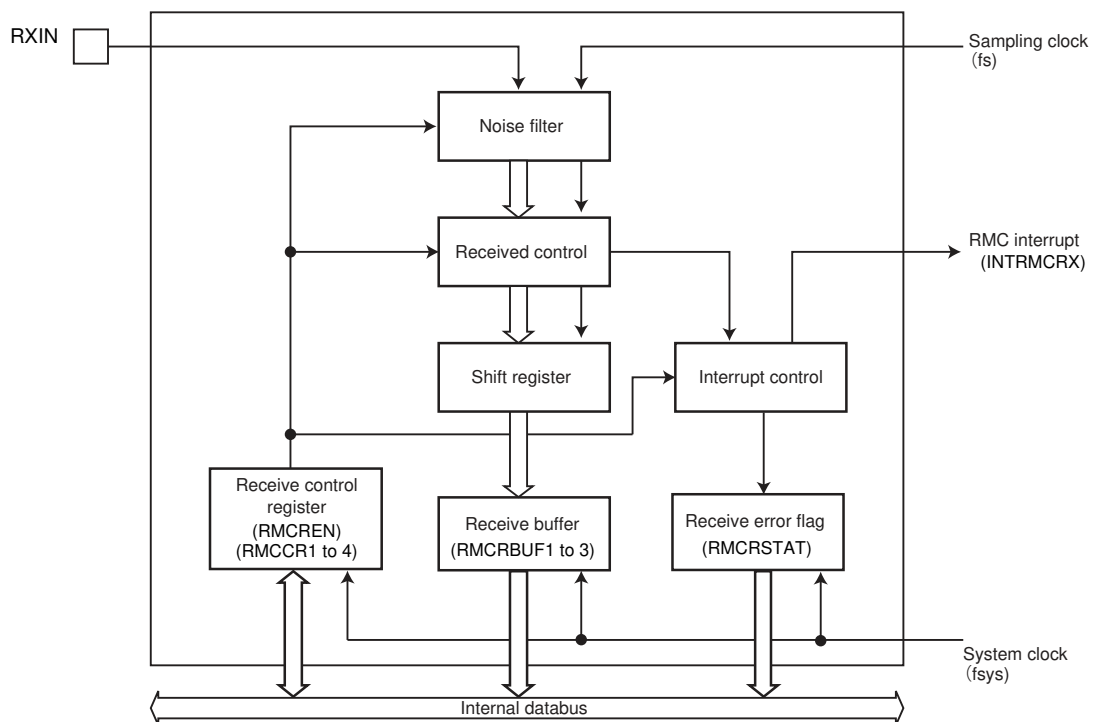 RXIN
Sampling clock
(fs)
Noise filter
Received control
RMC interrupt
(INTRMCRX)
Shift register
Interrupt control
Receive control
register
(RMCREN)
(RMCCR1 to 4)
Receive buffer
(RMCRBUF1 to 3)
Receive error flag
(RMCRSTAT)
System clock
(fsys)
Internal databus